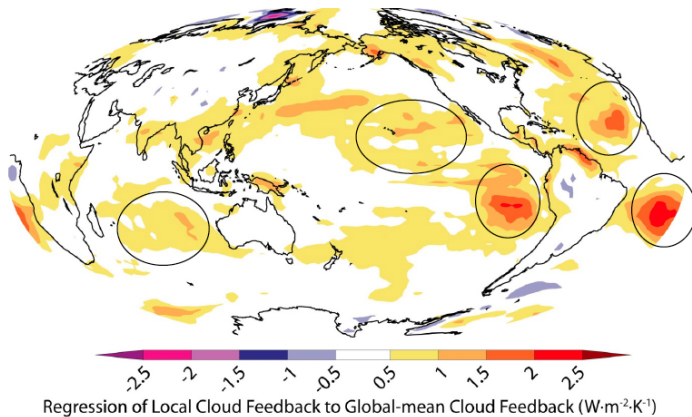 -2.5 -2 -1.5 -1 -0.5 0.5 1 1.5 2 2.5
Regression of Local Cloud Feedback to Global-mean Cloud Feedback (W·m⁻²·K⁻¹)